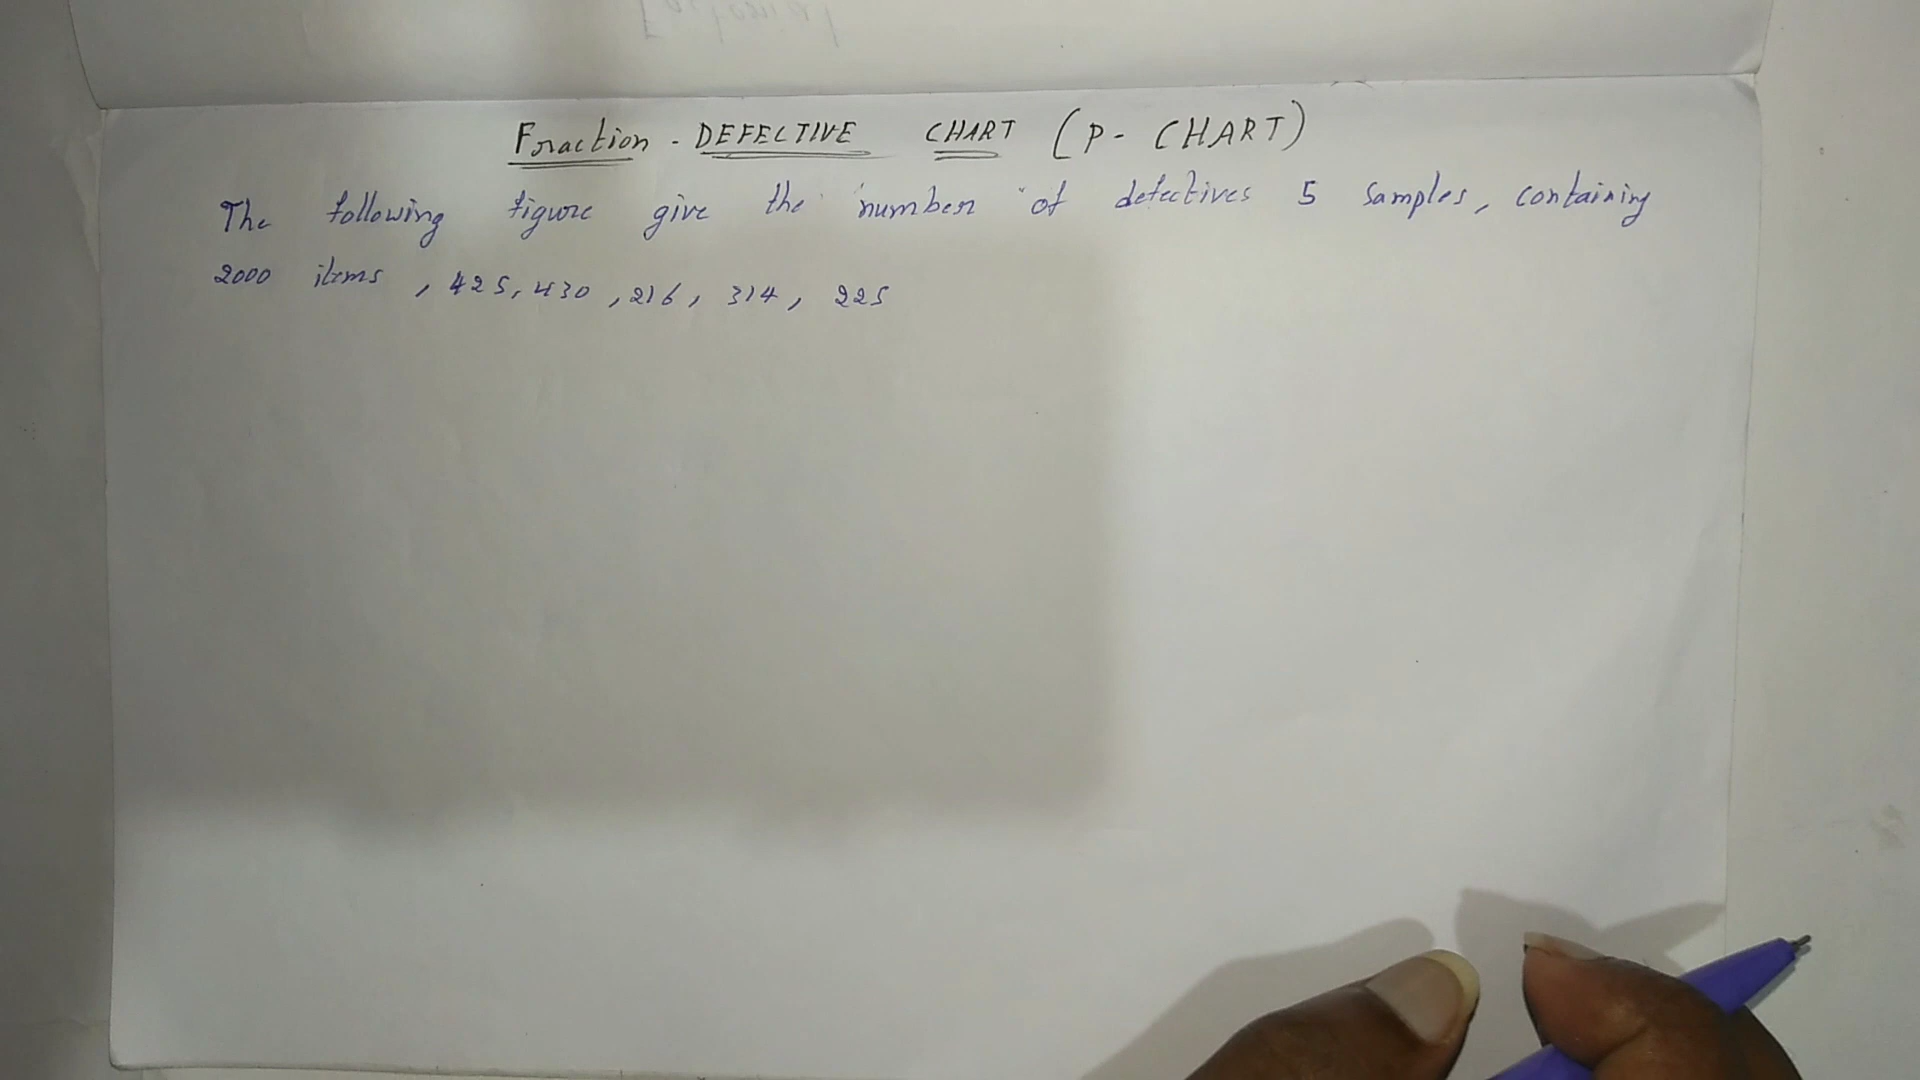 Fraction - DEFECTIVE CHART (P - CHART)
The following figure give the number of defectives 5 samples, containing
2000 items, 425, 430, 216, 314, 225